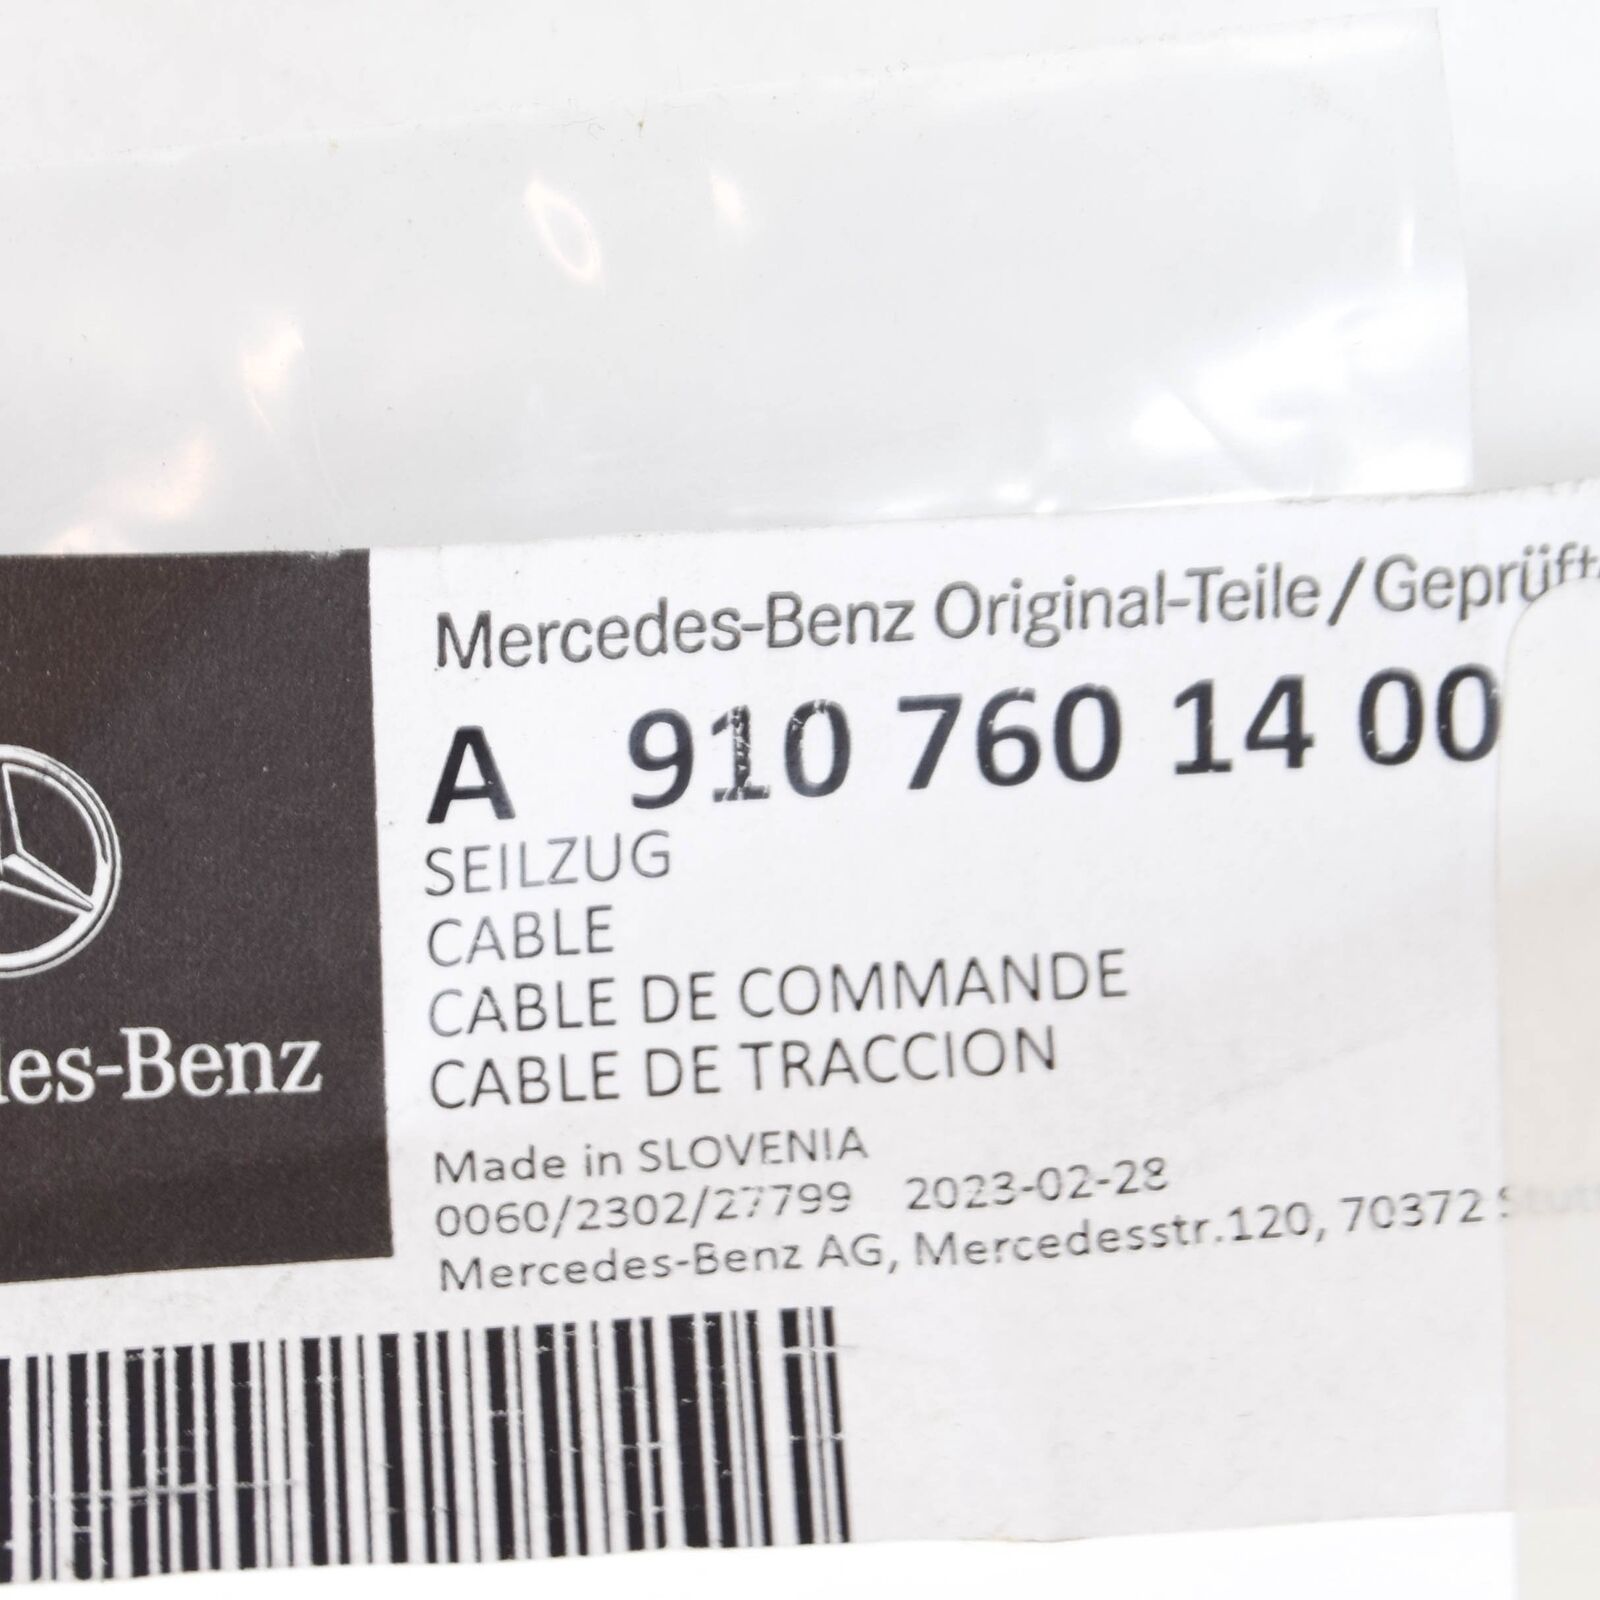 Mercedes-Benz Original-Teile/Geprüft
A 910 760 14 00
SEILZUG
CABLE
CABLE DE COMMANDE
CABLE DE TRACCION
Made in SLOVENIA
0060/2302/27799 2023-02-28
Mercedes-Benz AG, Mercedesstr.120, 70372
des-Benz